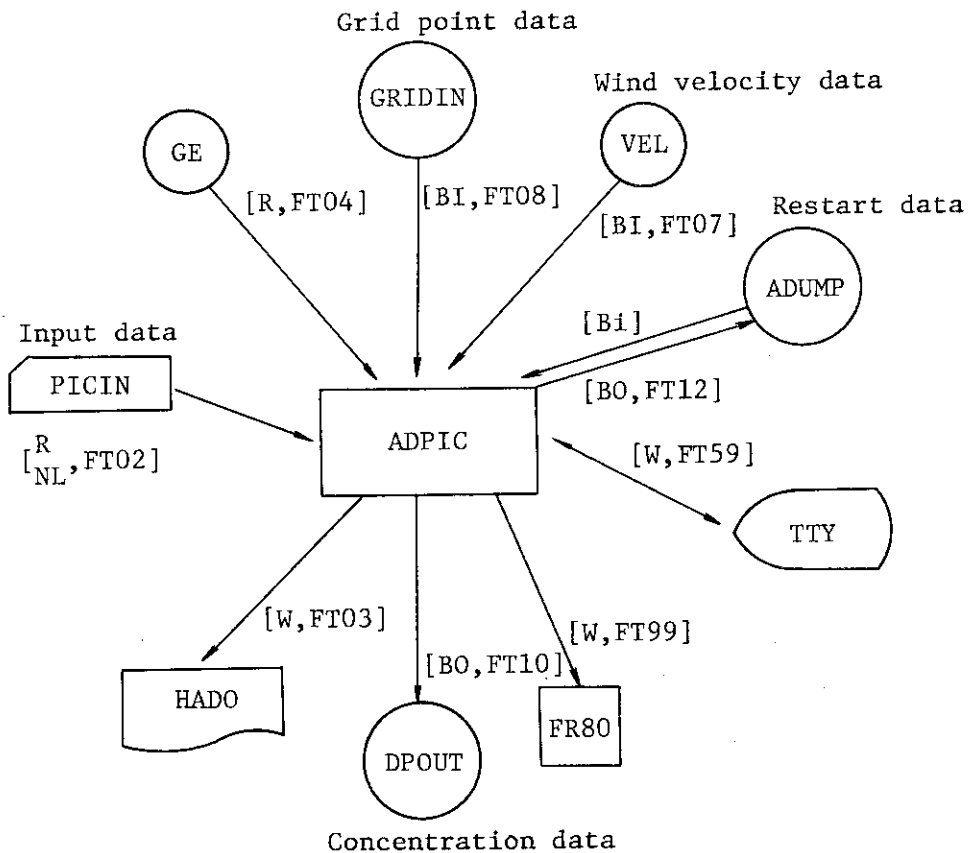 Grid point data
GRIDIN
Wind velocity data
GE
VEL
[R,FT04]
[BI,FT08]
[BI,FT07]
Restart data
ADUMP
[Bi]
[BO,FT12]
Input data
PICIN
[R
NL,FT02]
ADPIC
[W,FT59]
TTY
[W,FT03]
[BO,FT10]
[W,FT99]
HADO
DPOUT
FR80
Concentration data